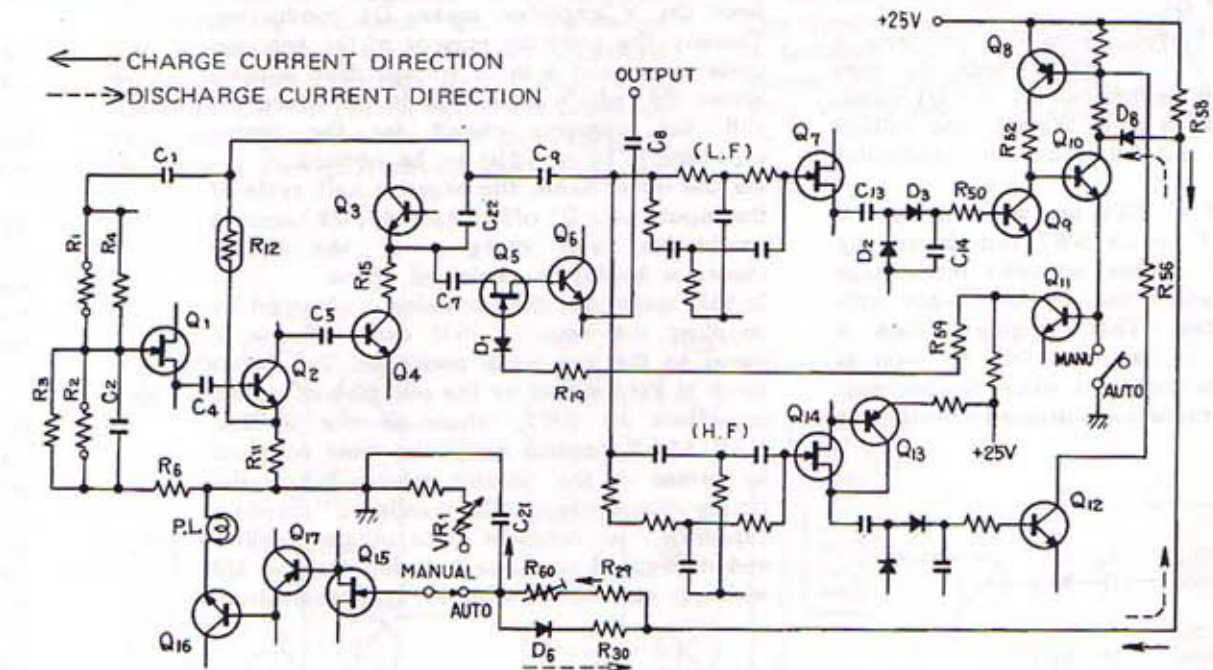 +25V
Q8
← CHARGE CURRENT DIRECTION
OUTPUT
---> DISCHARGE CURRENT DIRECTION
D8
R58
Q7
R52
Q10
C1
C9
C8
(L.F)
Q3
C22
C13
D3
R50
Q9
R1
R4
R12
Q5
Q6
D2
C14
R56
R15
C7
Q11
Q1
C5
D1
R59
MANU
R3
R2
C2
Q2
Q4
R19
AUTO
C4
Q14
(H.F)
Q13
R11
+25V
R6
VR1
C21
Q12
P.L.
Q17
Q15
MANUAL
R60
R29
AUTO
Q16
D6
R30